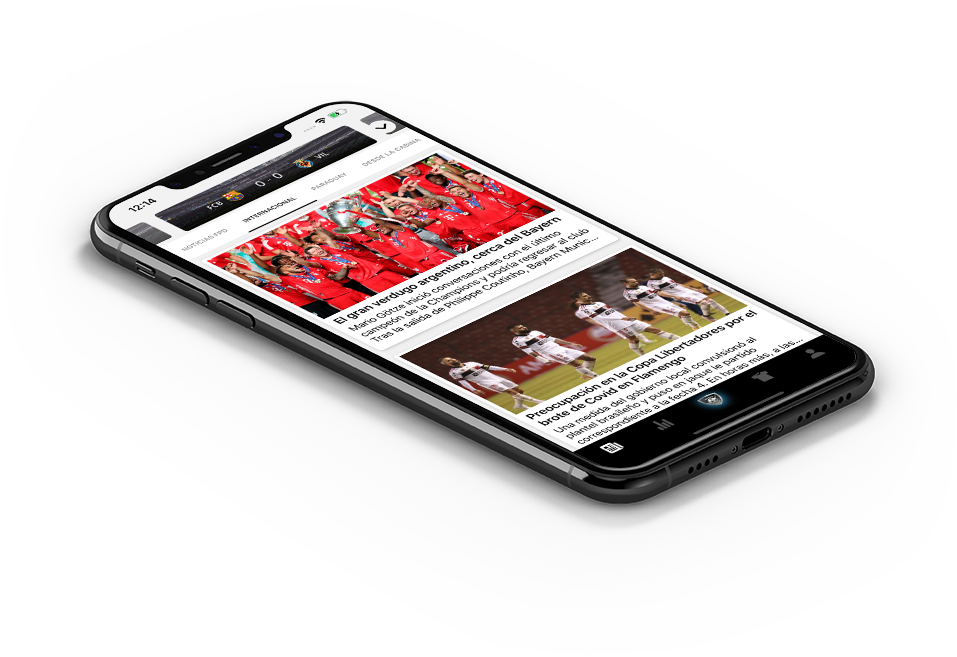 12:14
FCB 0 - 0 VIL
NOTICIAS FPD INTERNACIONAL PARAGUAY DESDE LA CABINA
El gran verdugo argentino, cerca del Bayern
Mario Götze inició conversaciones con el último
campeón de la Champions y podría regresar al club
Tras la salida de Philippe Coutinho, Bayern Munic...
Preocupación en la Copa Libertadores por el
brote de Covid en Flamengo
Una medida del gobierno local convulsionó al
plantel brasileño y puso en jaque le partido
correspondiente a la fecha 4. En horas más, a las...